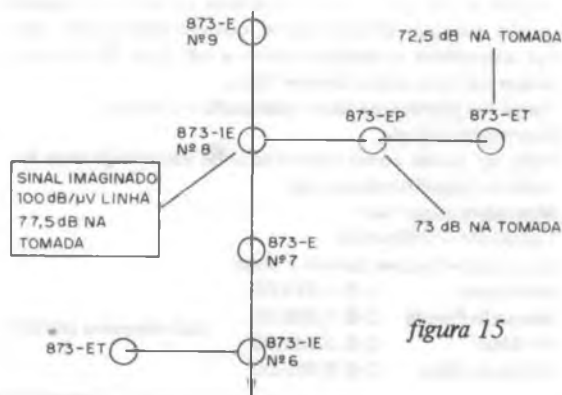 873-E
Nº 9
72,5 dB NA TOMADA
873-1E
Nº 8
873-EP
873-ET
SINAL IMAGINADO
100 dB/μV LINHA
77,5 dB NA
TOMADA
73 dB NA TOMADA
873-E
Nº 7
figura 15
873-ET
873-1E
Nº 6